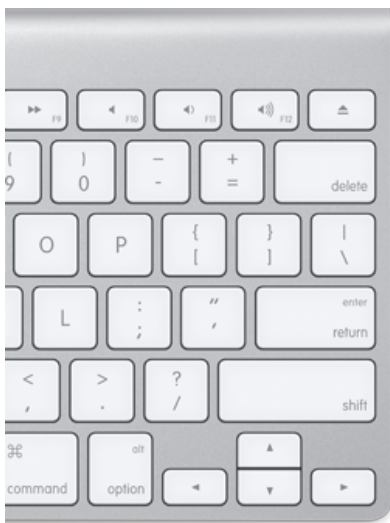 F9 F10 F11 F12
( ) — +
9 0 - = delete
O P { } |
[ ] \
L : " enter
; ' return
< > ?
, . / shift
⌘ alt
command option